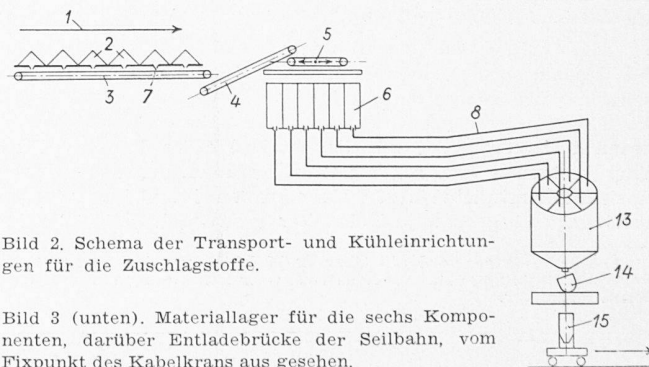 1
2
5
3
7
4
6
8
13
14
15
Bild 2. Schema der Transport- und Kühleinrichtun-
gen für die Zuschlagstoffe.
Bild 3 (unten). Materiallager für die sechs Kompo-
nenten, darüber Entladebrücke der Seilbahn, vom
Fixpunkt des Kabelkrans aus gesehen.